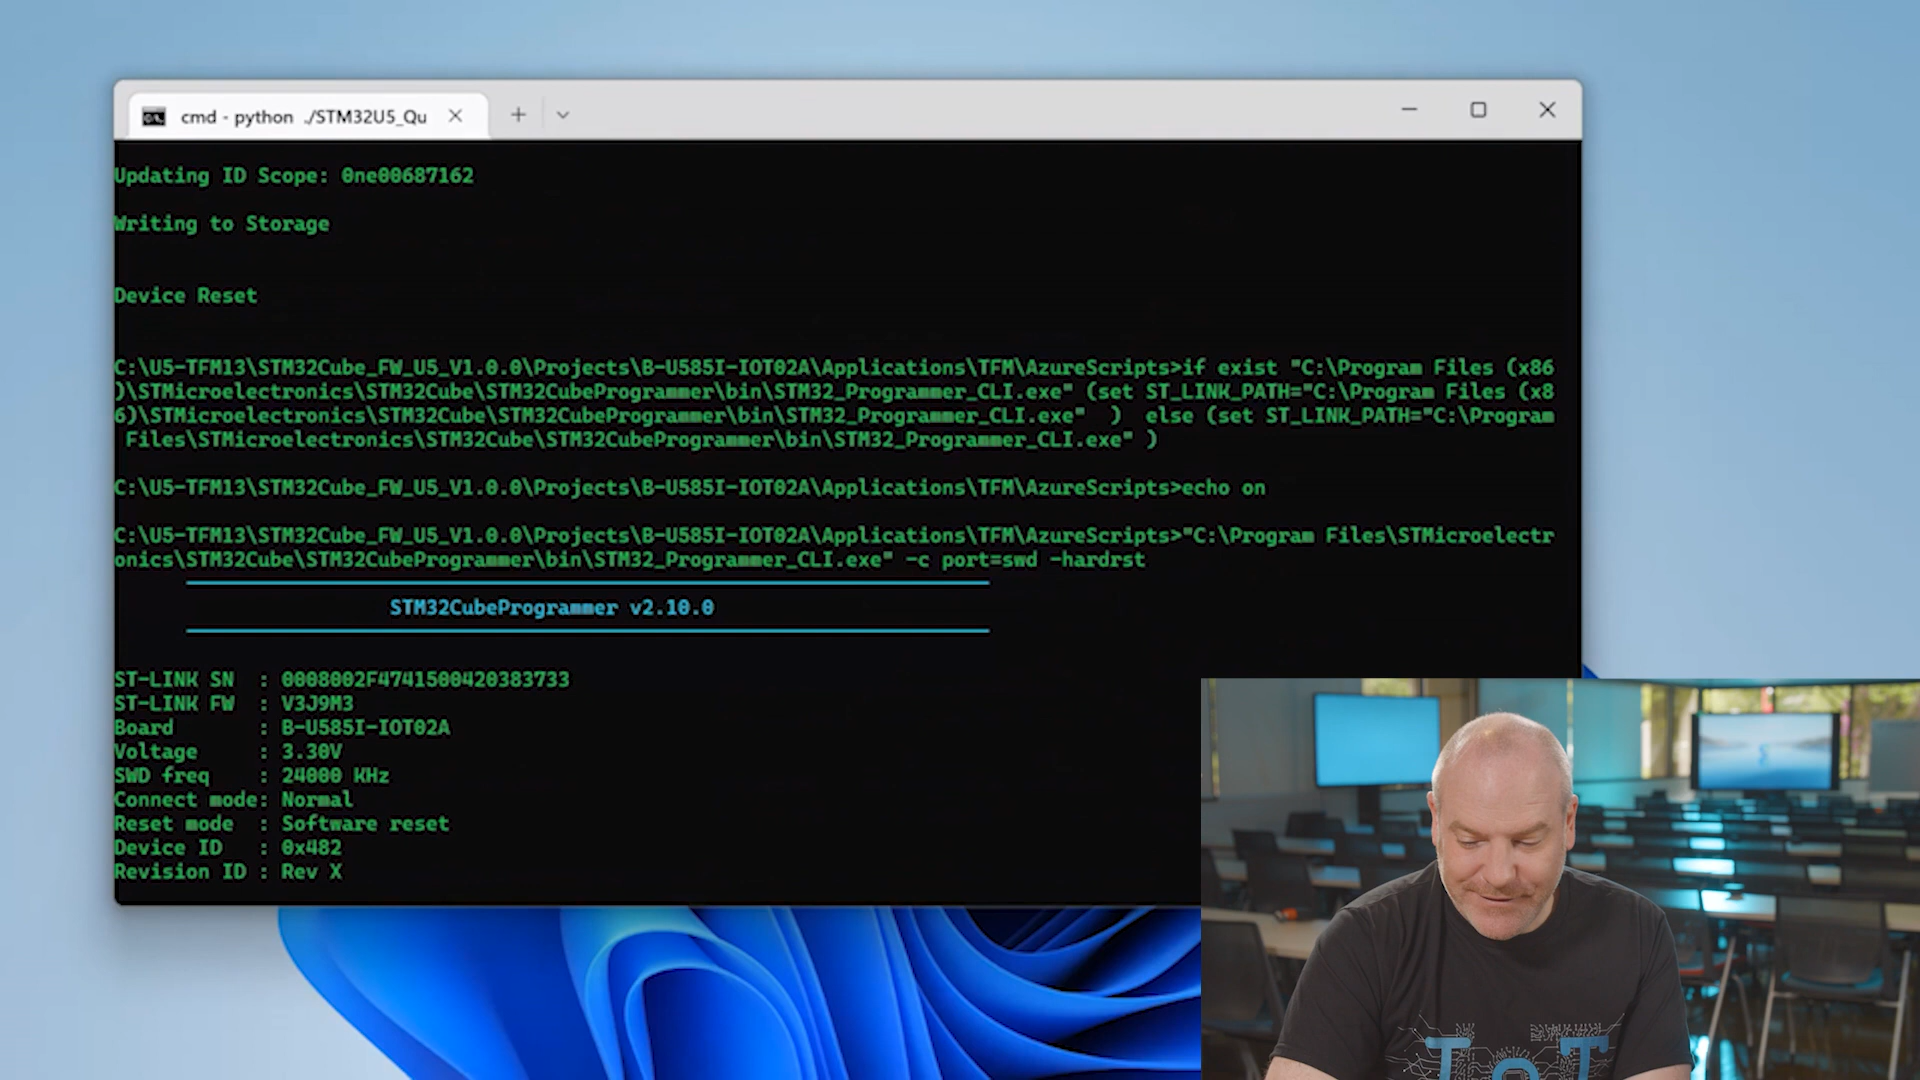 cmd - python ./STM32U5_Qu
Updating ID Scope: 0ne00687162
Writing to Storage
Device Reset
C:\U5-TFM13\STM32Cube_FW_U5_V1.0.0\Projects\B-U585I-IOT02A\Applications\TFM\AzureScripts>if exist "C:\Program Files (x86
)\STMicroelectronics\STM32Cube\STM32CubeProgrammer\bin\STM32_Programmer_CLI.exe" (set ST_LINK_PATH="C:\Program Files (x8
6)\STMicroelectronics\STM32Cube\STM32CubeProgrammer\bin\STM32_Programmer_CLI.exe"  )  else (set ST_LINK_PATH="C:\Program
 Files\STMicroelectronics\STM32Cube\STM32CubeProgrammer\bin\STM32_Programmer_CLI.exe" )
C:\U5-TFM13\STM32Cube_FW_U5_V1.0.0\Projects\B-U585I-IOT02A\Applications\TFM\AzureScripts>echo on
C:\U5-TFM13\STM32Cube_FW_U5_V1.0.0\Projects\B-U585I-IOT02A\Applications\TFM\AzureScripts>"C:\Program Files\STMicroelectr
onics\STM32Cube\STM32CubeProgrammer\bin\STM32_Programmer_CLI.exe" -c port=swd -hardrst
STM32CubeProgrammer v2.10.0
ST-LINK SN  : 0008002F4741500420383733
ST-LINK FW  : V3J9M3
Board       : B-U585I-IOT02A
Voltage     : 3.30V
SWD freq    : 24000 KHz
Connect mode: Normal
Reset mode  : Software reset
Device ID   : 0x482
Revision ID : Rev X
IoT